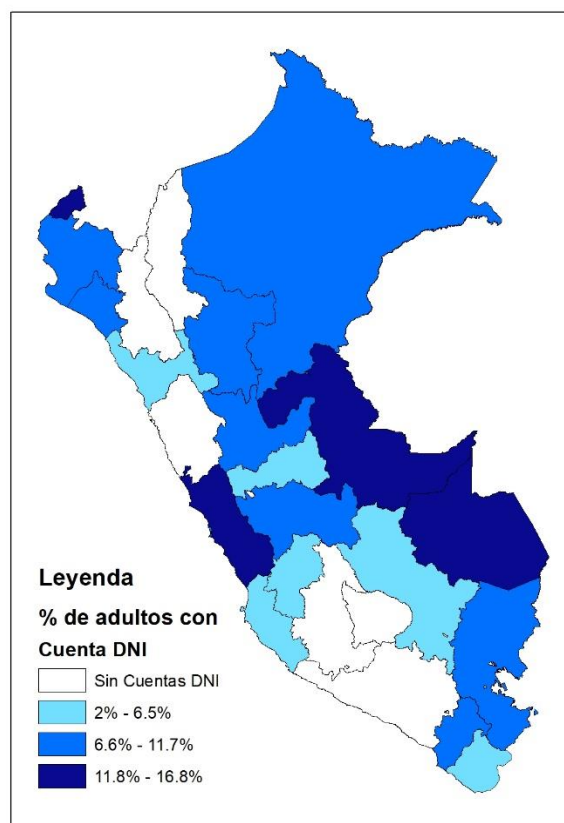 Leyenda
% de adultos con
Cuenta DNI
Sin Cuentas DNI
2% - 6.5%
6.6% - 11.7%
11.8% - 16.8%